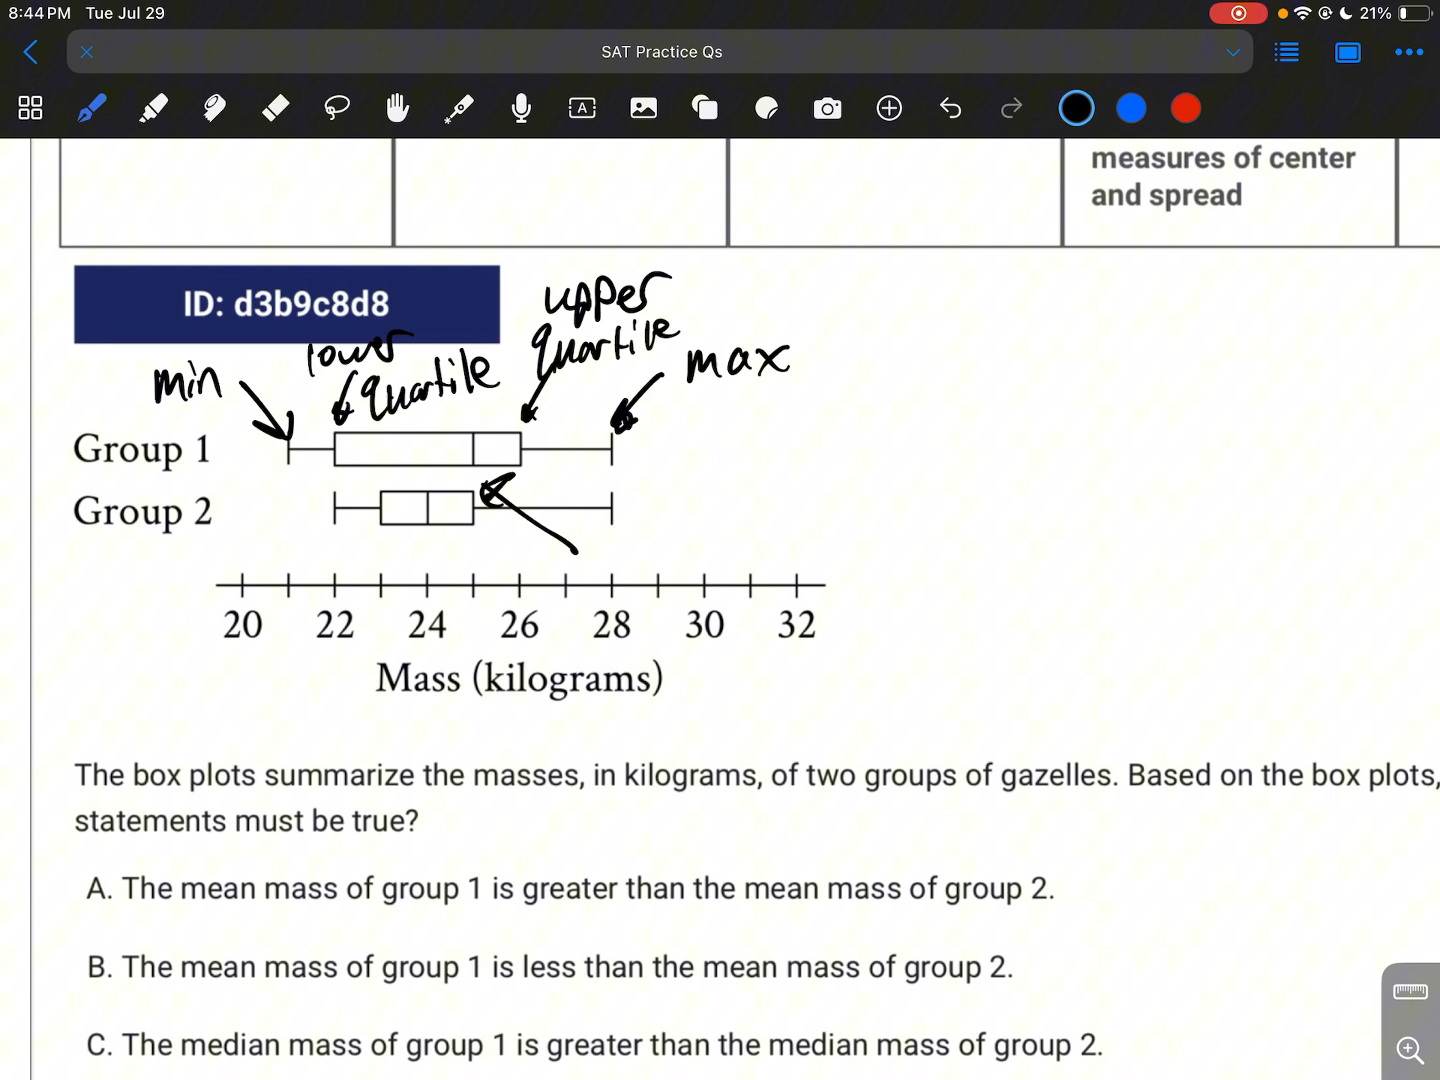 8:44 PM Tue Jul 29
21%
SAT Practice Qs
A
measures of center
and spread
ID: d3b9c8d8
upper
quartile
lower
quartile
min
max
Group 1
Group 2
20 22 24 26 28 30 32
Mass (kilograms)
The box plots summarize the masses, in kilograms, of two groups of gazelles. Based on the box plots,
statements must be true?
A. The mean mass of group 1 is greater than the mean mass of group 2.
B. The mean mass of group 1 is less than the mean mass of group 2.
C. The median mass of group 1 is greater than the median mass of group 2.